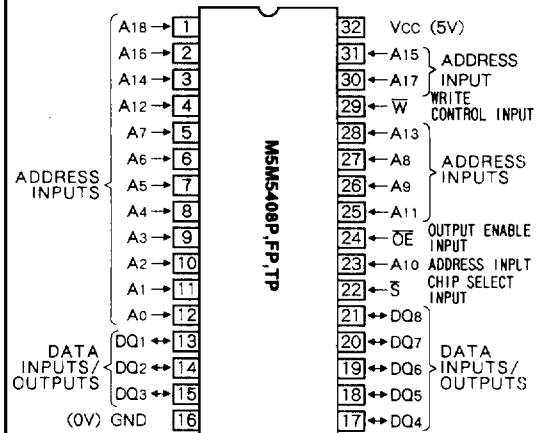 A18 1 32 Vcc (5V)
A16 2 31 A15
A14 3 30 A17
ADDRESS
INPUT
A12 4 29 W̅
WRITE
CONTROL INPUT
A7 5 28 A13
A6 6 27 A8
A5 7 26 A9
A4 8 25 A11
ADDRESS
INPUTS
ADDRESS
INPUTS
A3 9 24 O̅E̅
OUTPUT ENABLE
INPUT
A2 10 23 A10 ADDRESS INPUT
A1 11 22 S̅
CHIP SELECT
INPUT
A0 12 21 DQ8
DQ1 13 20 DQ7
DQ2 14 19 DQ6
DQ3 15 18 DQ5
(0V) GND 16 17 DQ4
DATA
INPUTS/
OUTPUTS
DATA
INPUTS/
OUTPUTS
M5M5408P,FP,TP